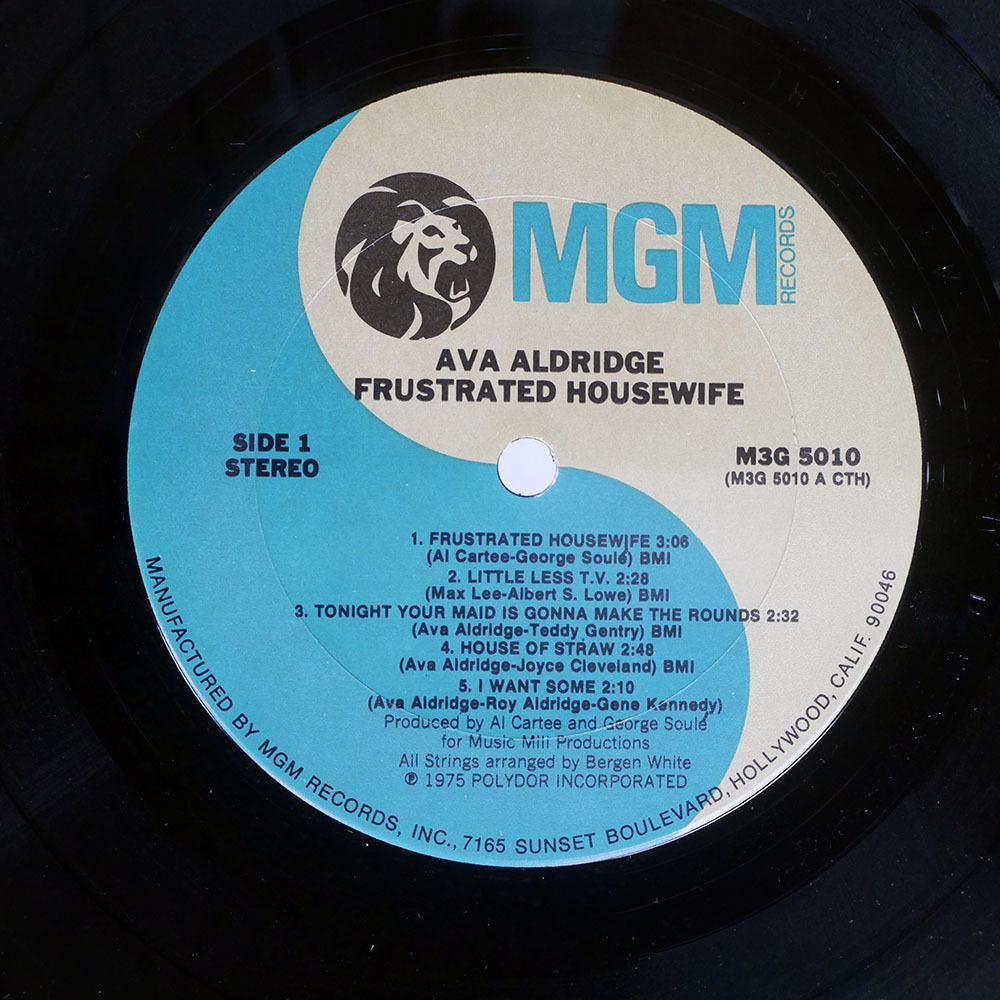 MGM
RECORDS
AVA ALDRIDGE
FRUSTRATED HOUSEWIFE
SIDE 1
STEREO
M3G 5010
(M3G 5010 A CTH)
1. FRUSTRATED HOUSEWIFE 3:06
(Al Cartee-George Soulé) BMI
2. LITTLE LESS T.V. 2:28
(Max Lee-Albert S. Lowe) BMI
3. TONIGHT YOUR MAID IS GONNA MAKE THE ROUNDS 2:32
(Ava Aldridge-Teddy Gentry) BMI
4. HOUSE OF STRAW 2:48
(Ava Aldridge-Joyce Cleveland) BMI
5. I WANT SOME 2:10
(Ava Aldridge-Roy Aldridge-Gene Kennedy)
Produced by Al Cartee and George Soulé
for Music Mill Productions
All Strings arranged by Bergen White
℗ 1975 POLYDOR INCORPORATED
MANUFACTURED BY MGM RECORDS, INC., 7165 SUNSET BOULEVARD, HOLLYWOOD, CALIF. 90046